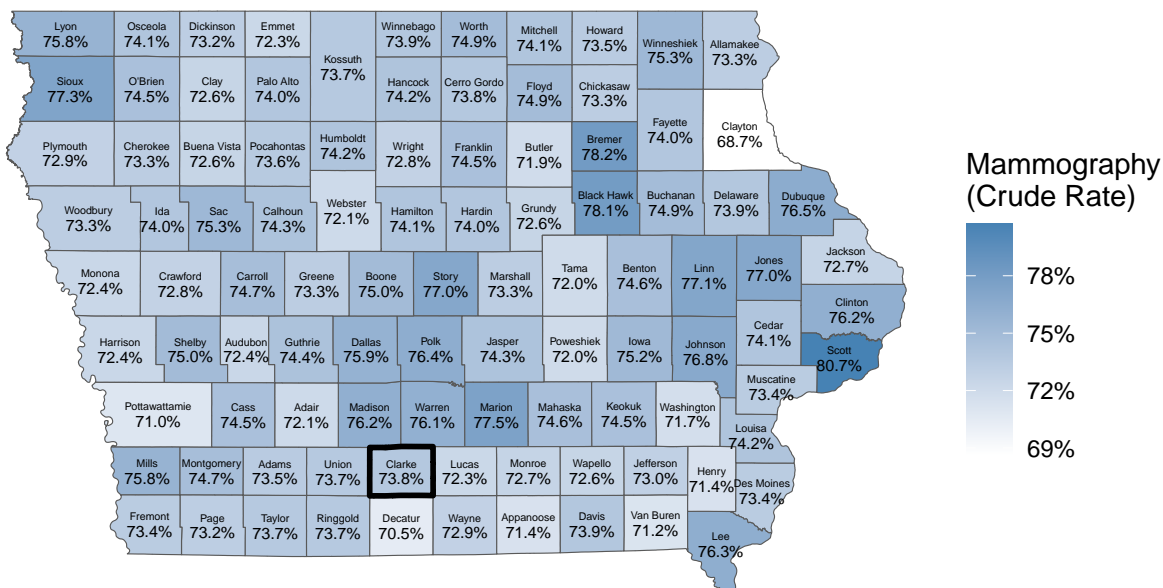 Lyon
75.8%
Osceola
74.1%
Dickinson
73.2%
Emmet
72.3%
Kossuth
73.7%
Winnebago
73.9%
Worth
74.9%
Mitchell
74.1%
Howard
73.5%
Winneshiek
75.3%
Allamakee
73.3%
Sioux
77.3%
O'Brien
74.5%
Clay
72.6%
Palo Alto
74.0%
Hancock
74.2%
Cerro Gordo
73.8%
Floyd
74.9%
Chickasaw
73.3%
Fayette
74.0%
Clayton
68.7%
Plymouth
72.9%
Cherokee
73.3%
Buena Vista
72.6%
Pocahontas
73.6%
Humboldt
74.2%
Wright
72.8%
Franklin
74.5%
Butler
71.9%
Bremer
78.2%
Woodbury
73.3%
Ida
74.0%
Sac
75.3%
Calhoun
74.3%
Webster
72.1%
Hamilton
74.1%
Hardin
74.0%
Grundy
72.6%
Black Hawk
78.1%
Buchanan
74.9%
Delaware
73.9%
Dubuque
76.5%
Monona
72.4%
Crawford
72.8%
Carroll
74.7%
Greene
73.3%
Boone
75.0%
Story
77.0%
Marshall
73.3%
Tama
72.0%
Benton
74.6%
Linn
77.1%
Jones
77.0%
Jackson
72.7%
Clinton
76.2%
Harrison
72.4%
Shelby
75.0%
Audubon
72.4%
Guthrie
74.4%
Dallas
75.9%
Polk
76.4%
Jasper
74.3%
Poweshiek
72.0%
Iowa
75.2%
Johnson
76.8%
Cedar
74.1%
Scott
80.7%
Muscatine
73.4%
Pottawattamie
71.0%
Cass
74.5%
Adair
72.1%
Madison
76.2%
Warren
76.1%
Marion
77.5%
Mahaska
74.6%
Keokuk
74.5%
Washington
71.7%
Louisa
74.2%
Mills
75.8%
Montgomery
74.7%
Adams
73.5%
Union
73.7%
Clarke
73.8%
Lucas
72.3%
Monroe
72.7%
Wapello
72.6%
Jefferson
73.0%
Henry
71.4%
Des Moines
73.4%
Fremont
73.4%
Page
73.2%
Taylor
73.7%
Ringgold
73.7%
Decatur
70.5%
Wayne
72.9%
Appanoose
71.4%
Davis
73.9%
Van Buren
71.2%
Lee
76.3%
Mammography
(Crude Rate)
78%
75%
72%
69%